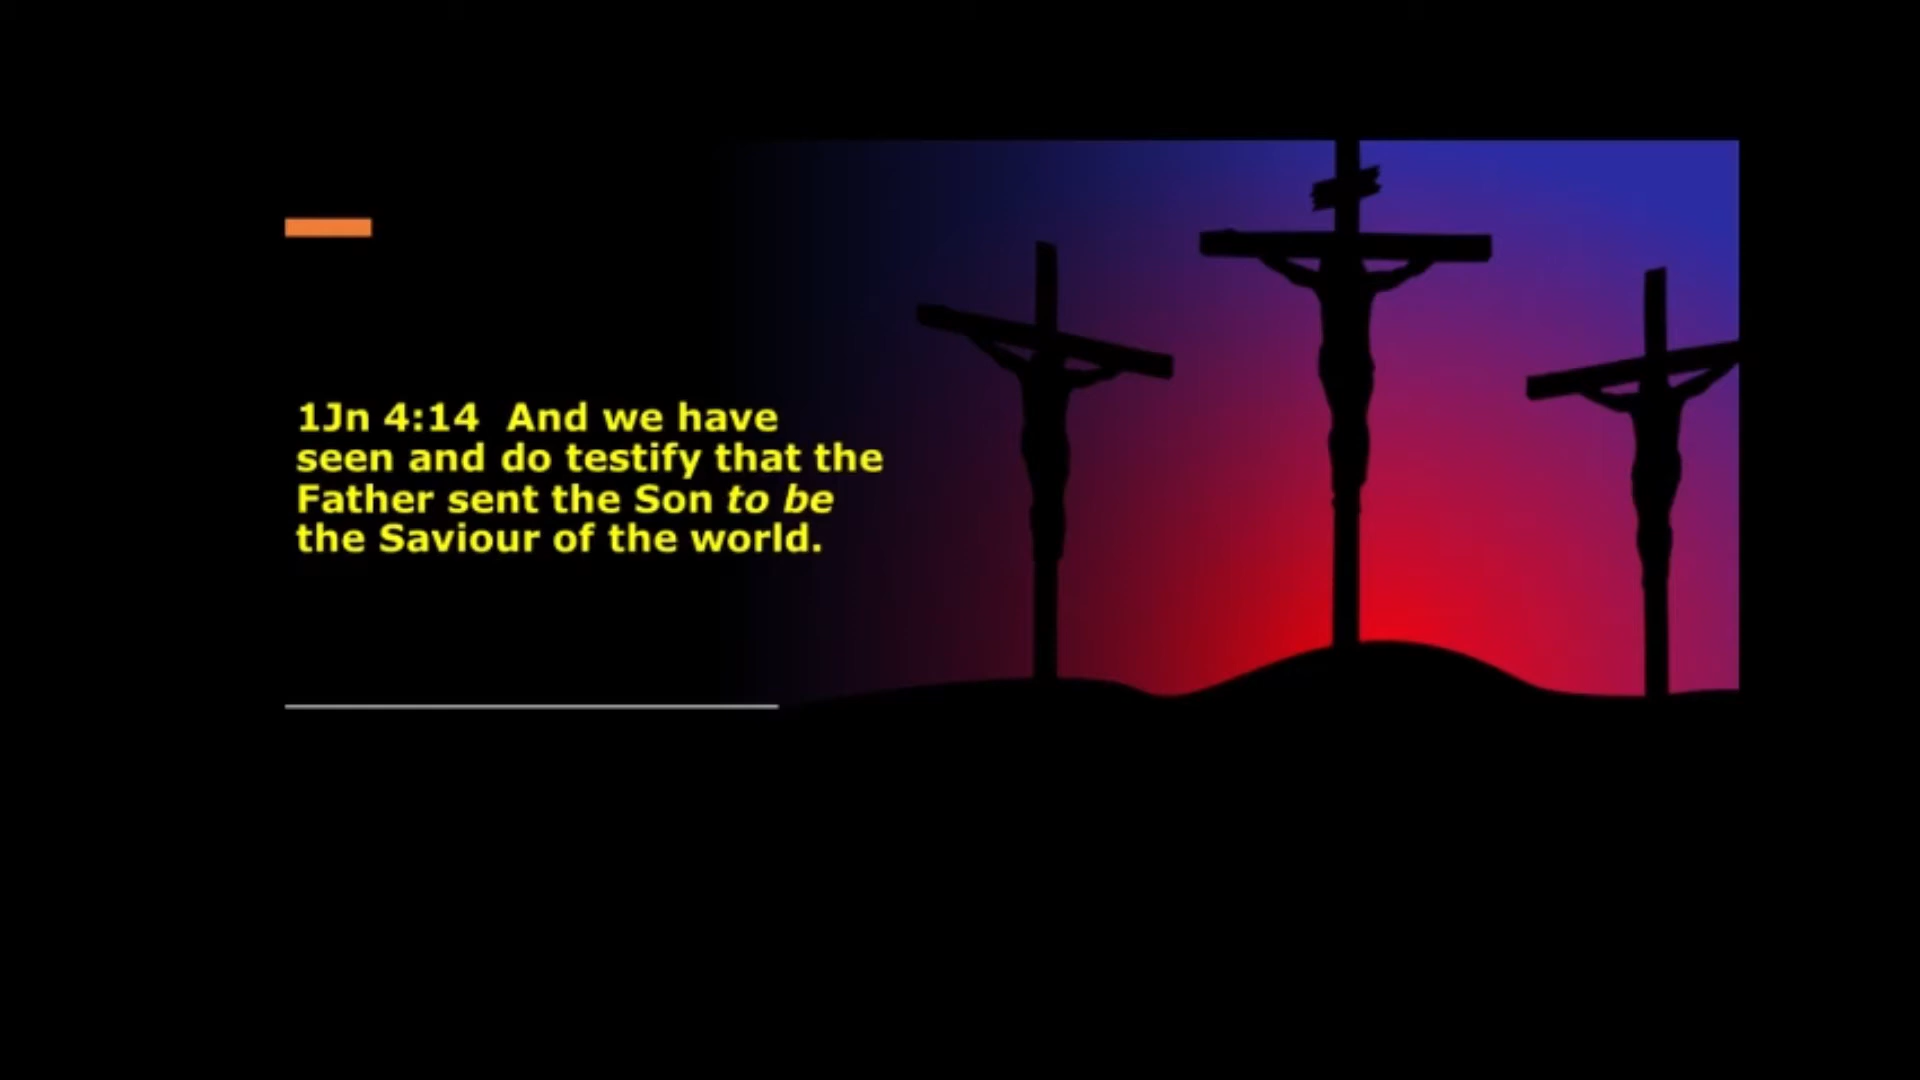 1Jn 4:14  And we have
seen and do testify that the
Father sent the Son to be
the Saviour of the world.